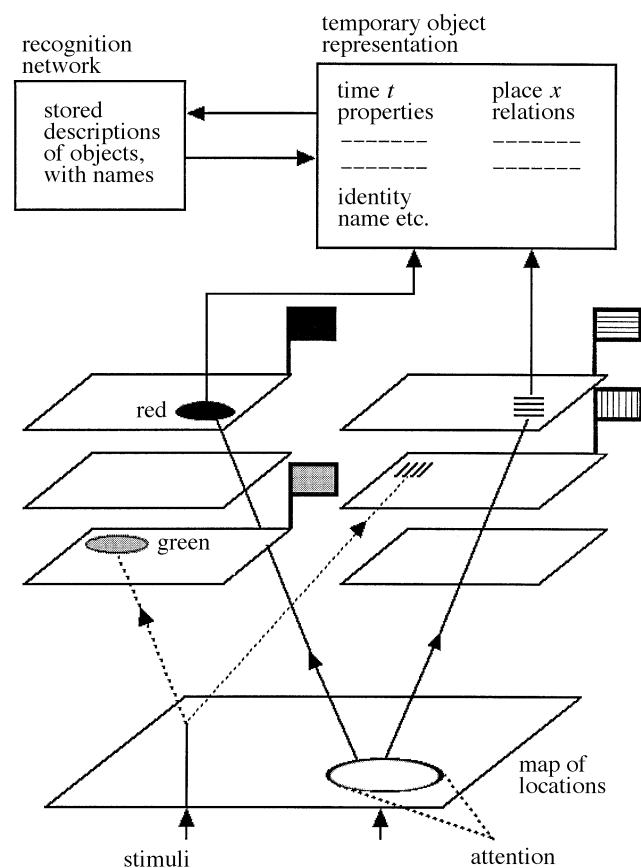 recognition
network
stored
descriptions
of objects,
with names
temporary object
representation
time t
properties
place x
relations
identity
name etc.
red
green
map of
locations
stimuli
attention